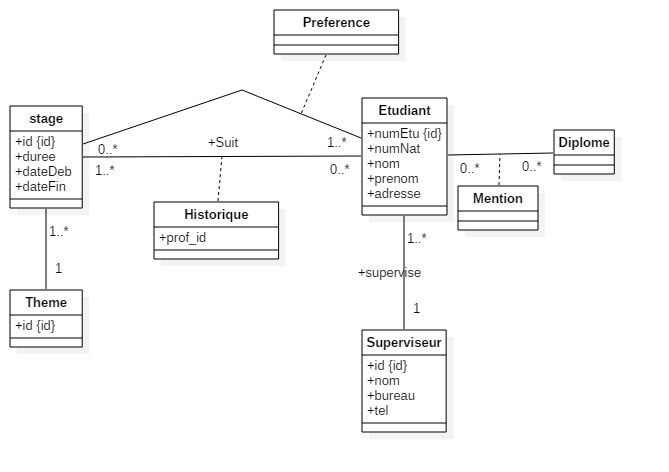 Preference
stage
+id {id}
+duree
+dateDeb
+dateFin
0..*
1..*
+Suit
1..*
0..*
Etudiant
+numEtu {id}
+numNat
+nom
+prenom
+adresse
0..*
0..*
Diplome
Mention
Historique
+prof_id
1..*
1
Theme
+id {id}
1..*
+supervise
1
Superviseur
+id {id}
+nom
+bureau
+tel